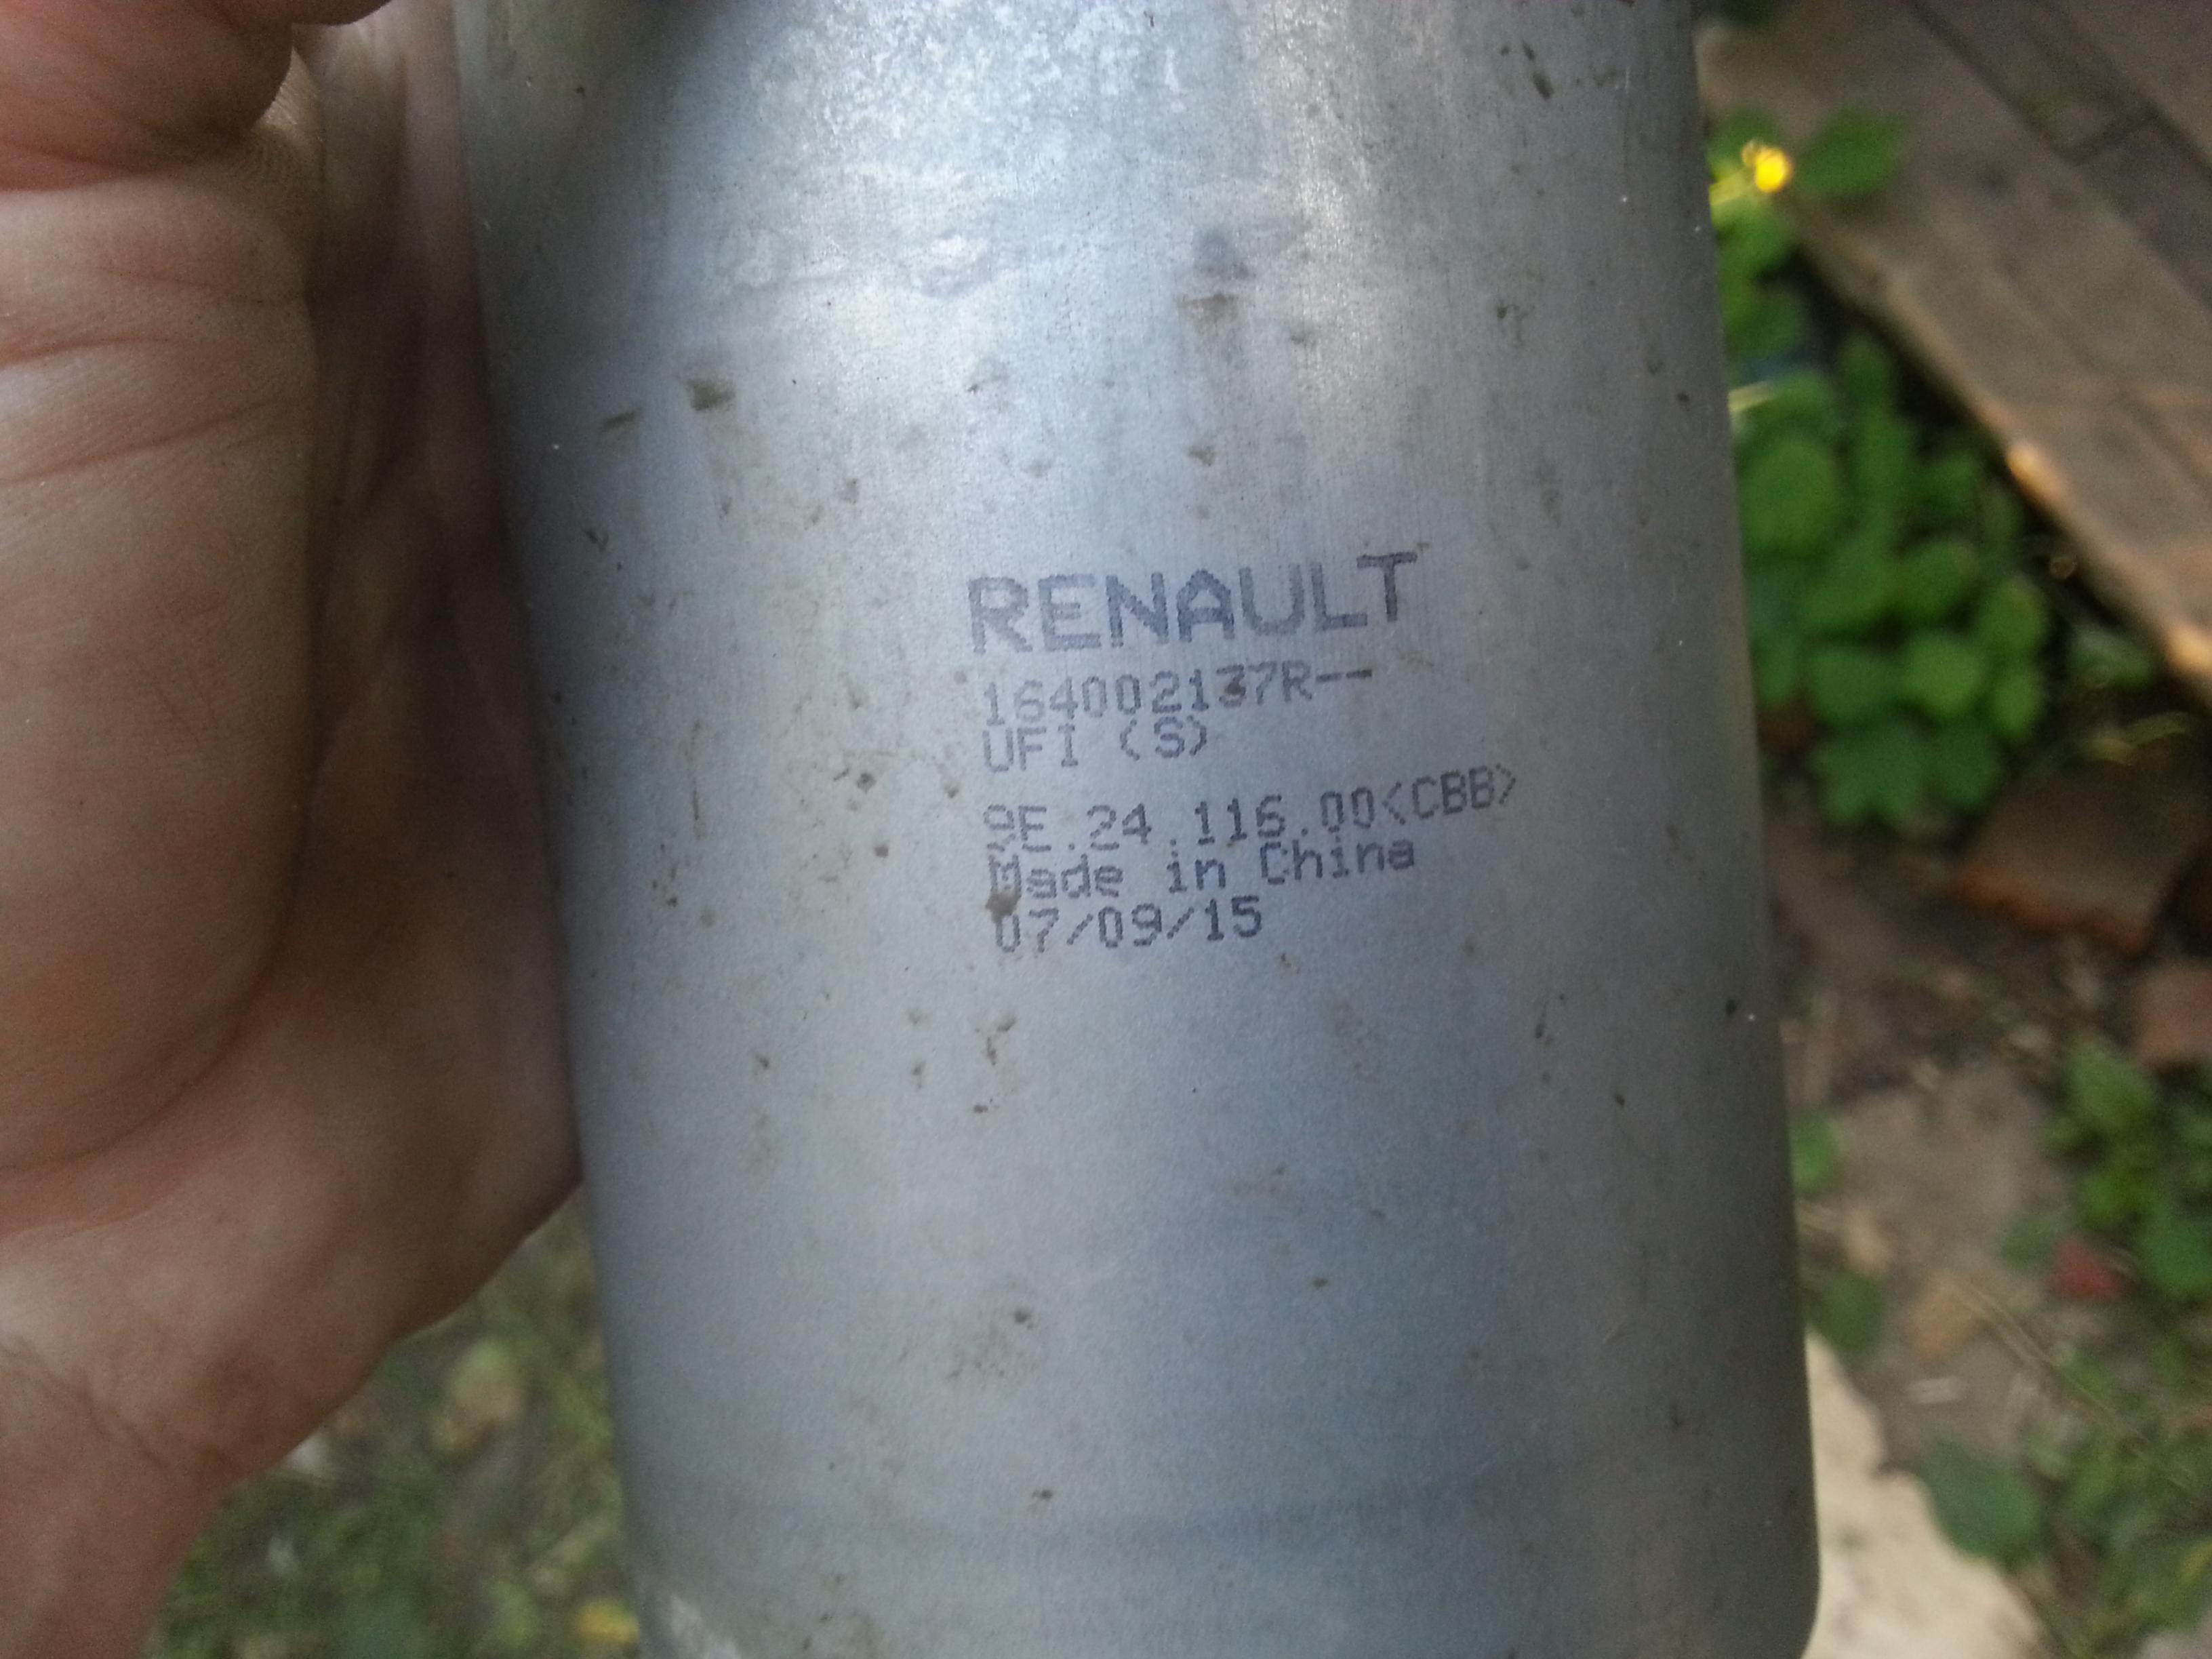 RENAULT
164002137R--
UFI (S)
9E.24.116.00<CBB>
Made in China
07/09/15